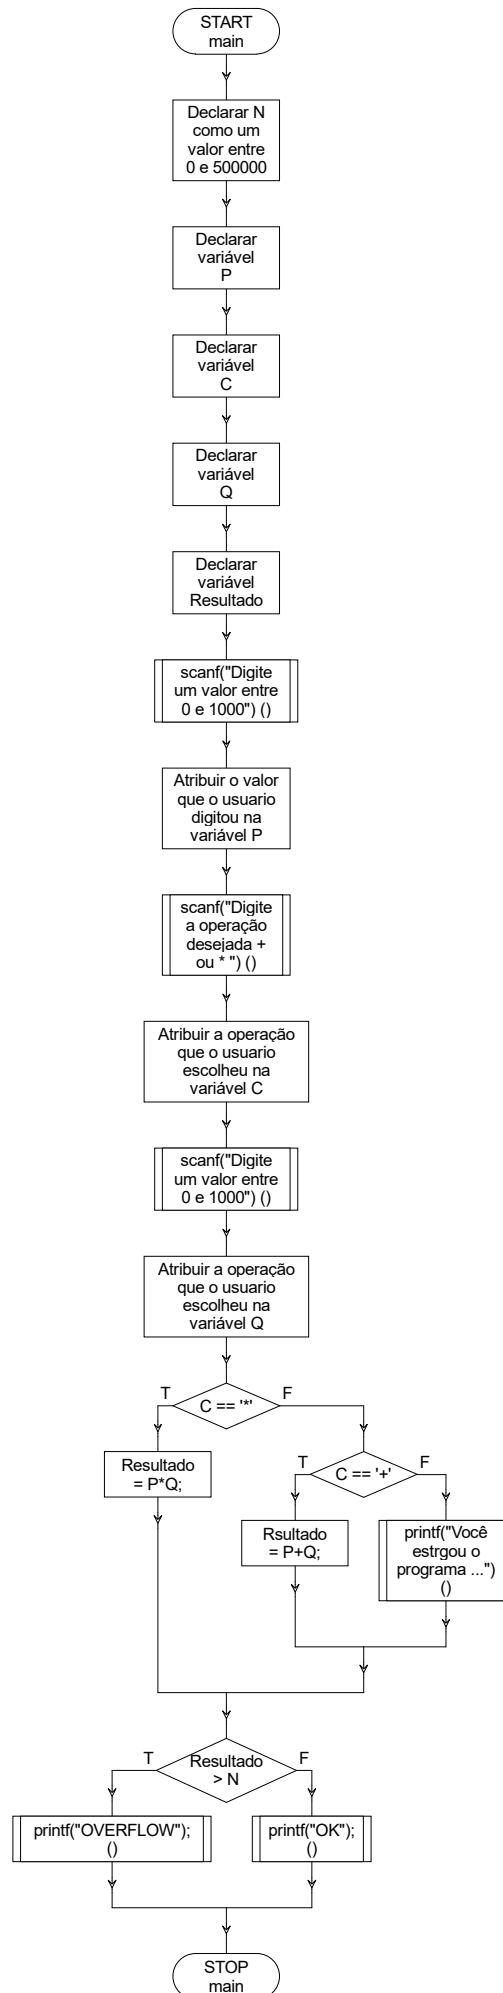 START
main
Declarar N
como um
valor entre
0 e 500000
Declarar
variável
P
Declarar
variável
C
Declarar
variável
Q
Declarar
variável
Resultado
scanf("Digite
um valor entre
0 e 1000") ()
Atribuir o valor
que o usuario
digitou na
variável P
scanf("Digite
a operação
desejada +
ou * ") ()
Atribuir a operação
que o usuario
escolheu na
variável C
scanf("Digite
um valor entre
0 e 1000") ()
Atribuir a operação
que o usuario
escolheu na
variável Q
T
C == '*'
F
Resultado
= P*Q;
T
C == '+'
F
Rsultado
= P+Q;
printf("Você
estrgou o
programa ...")
()
T
Resultado
> N
F
printf("OVERFLOW");
()
printf("OK");
()
STOP
main